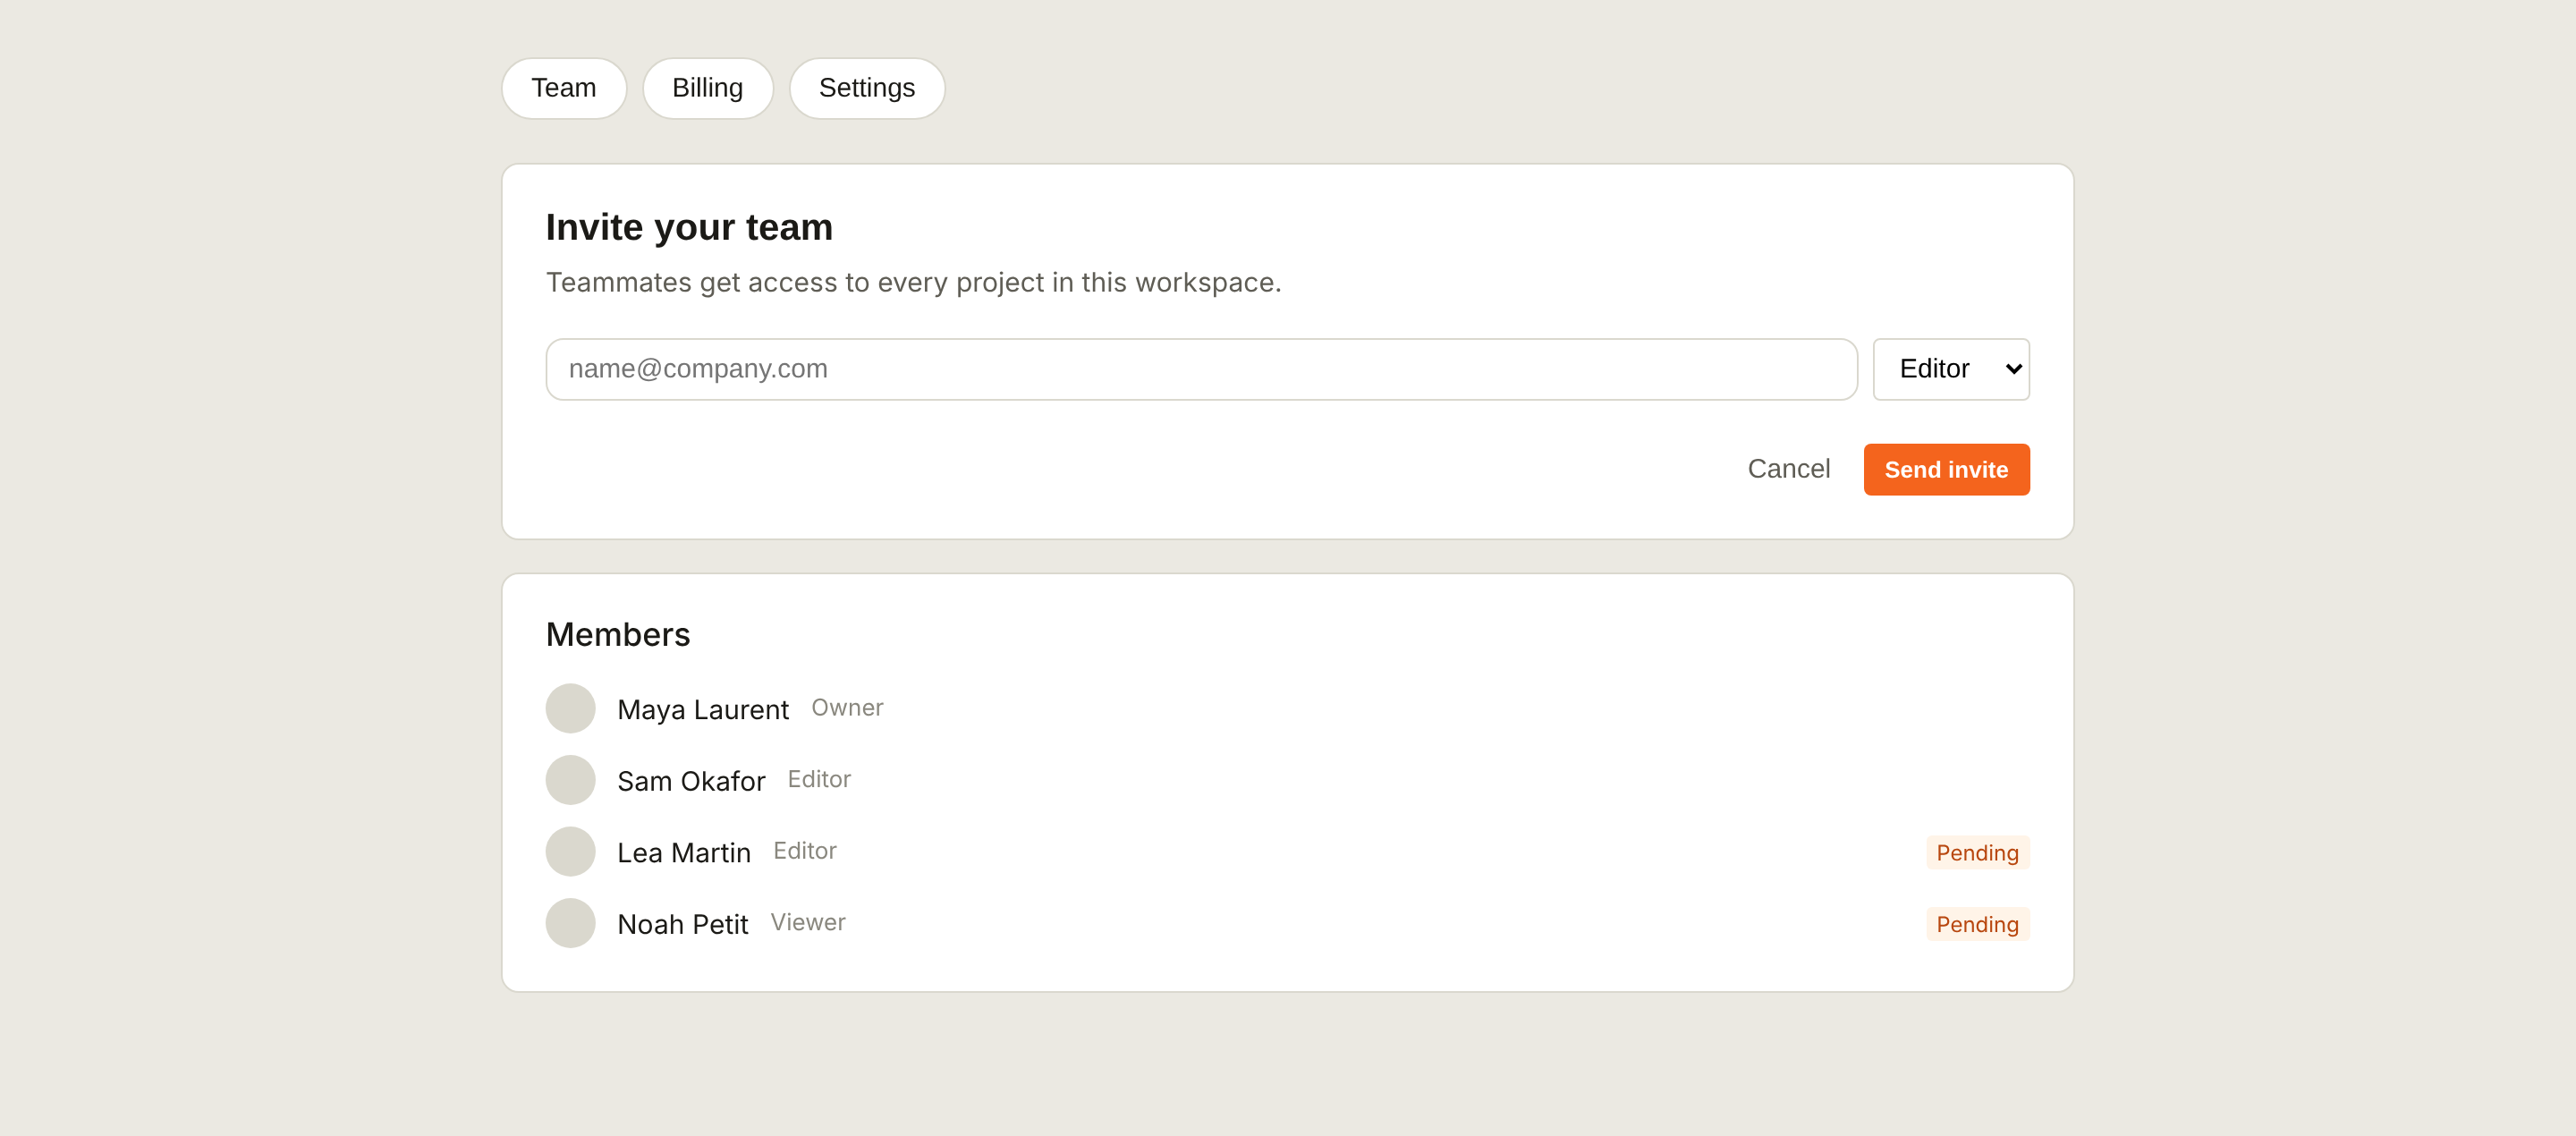 Team Billing Settings
Invite your team
Teammates get access to every project in this workspace.
name@company.com Editor
Cancel Send invite
Members
Maya Laurent Owner
Sam Okafor Editor
Lea Martin Editor Pending
Noah Petit Viewer Pending